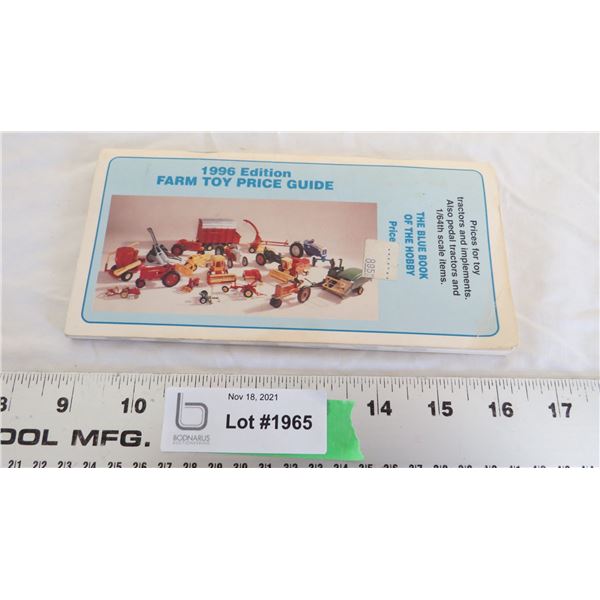 1996 Edition
FARM TOY PRICE GUIDE
Prices for toy
tractors and implements.
Also pedal tractors and
1/64th scale items.
THE BLUE BOOK
OF THE HOBBY
Price
8 9 10 14 15 16 17
OOL MFG.
Nov 18, 2021
Lot #1965
BODNARUS
AUCTIONEERING